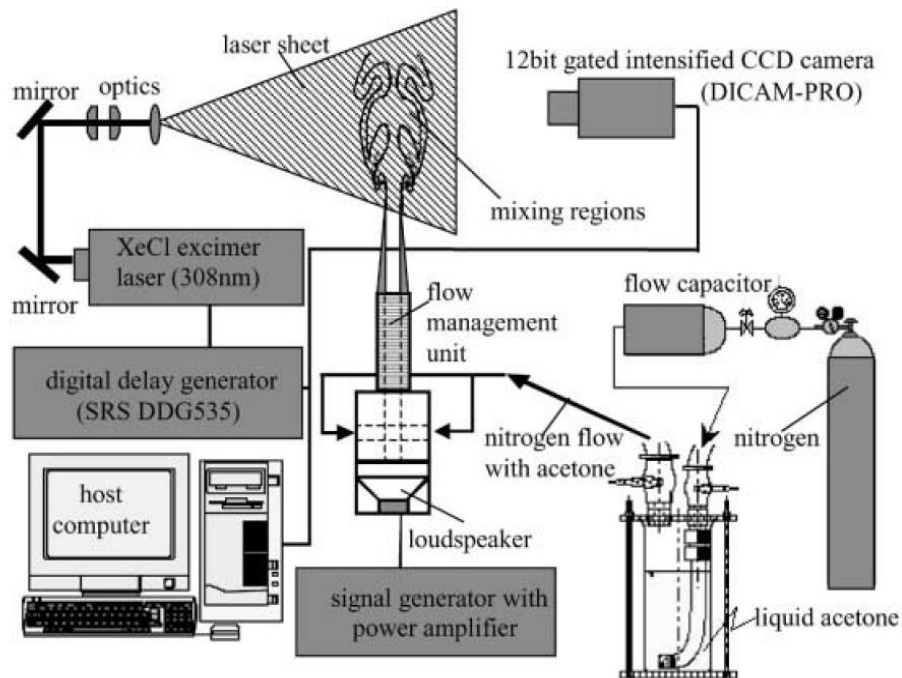 laser sheet
12bit gated intensified CCD camera
(DICAM-PRO)
mirror
optics
mixing regions
XeCl excimer
laser (308nm)
mirror
flow
management
unit
flow capacitor
digital delay generator
(SRS DDG535)
nitrogen flow
with acetone
nitrogen
host
computer
loudspeaker
signal generator with
power amplifier
liquid acetone